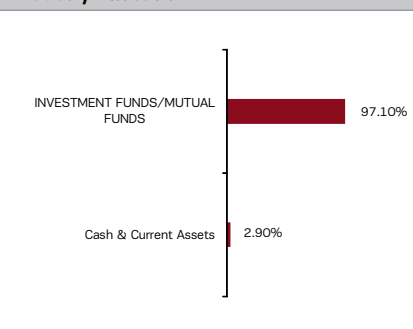 INVESTMENT FUNDS/MUTUAL
FUNDS
97.10%
Cash & Current Assets
2.90%